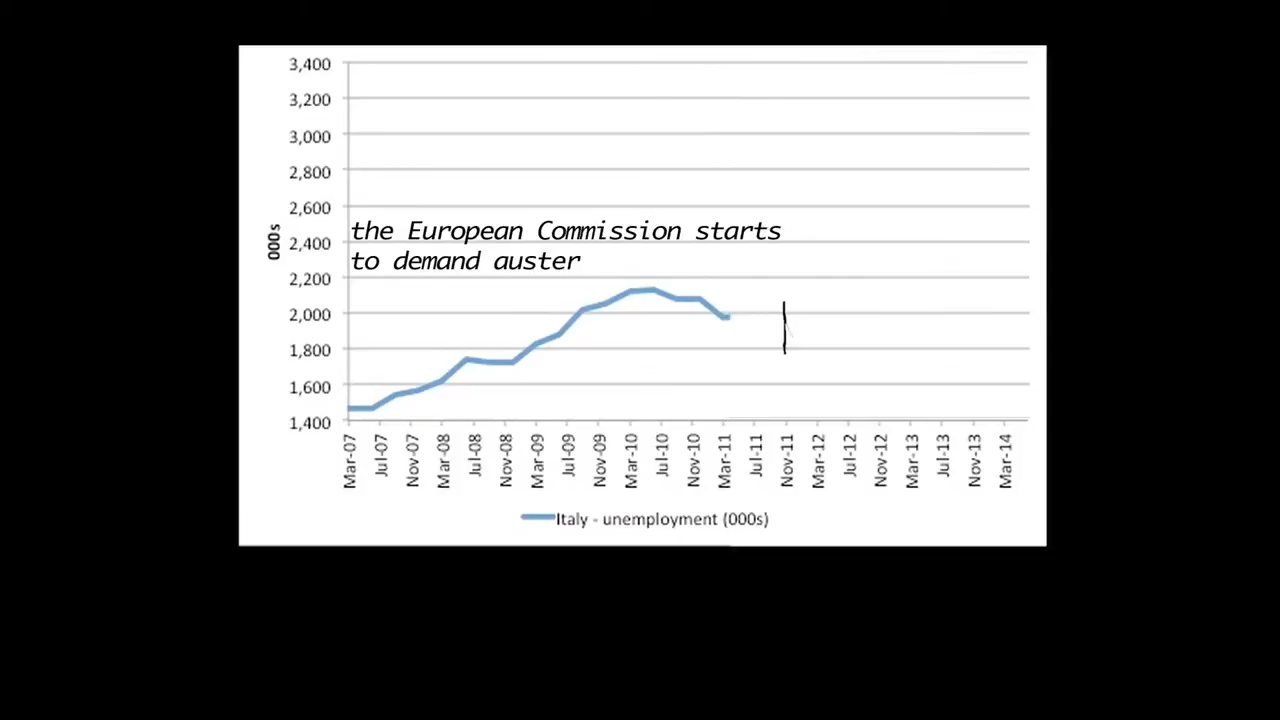 3,400
3,200
3,000
2,800
2,600
2,400
2,200
2,000
1,800
1,600
1,400
000s
the European Commission starts
to demand auster
Mar-07
Jul-07
Nov-07
Mar-08
Jul-08
Nov-08
Mar-09
Jul-09
Nov-09
Mar-10
Jul-10
Nov-10
Mar-11
Jul-11
Nov-11
Mar-12
Jul-12
Nov-12
Mar-13
Jul-13
Nov-13
Mar-14
Italy - unemployment (000s)